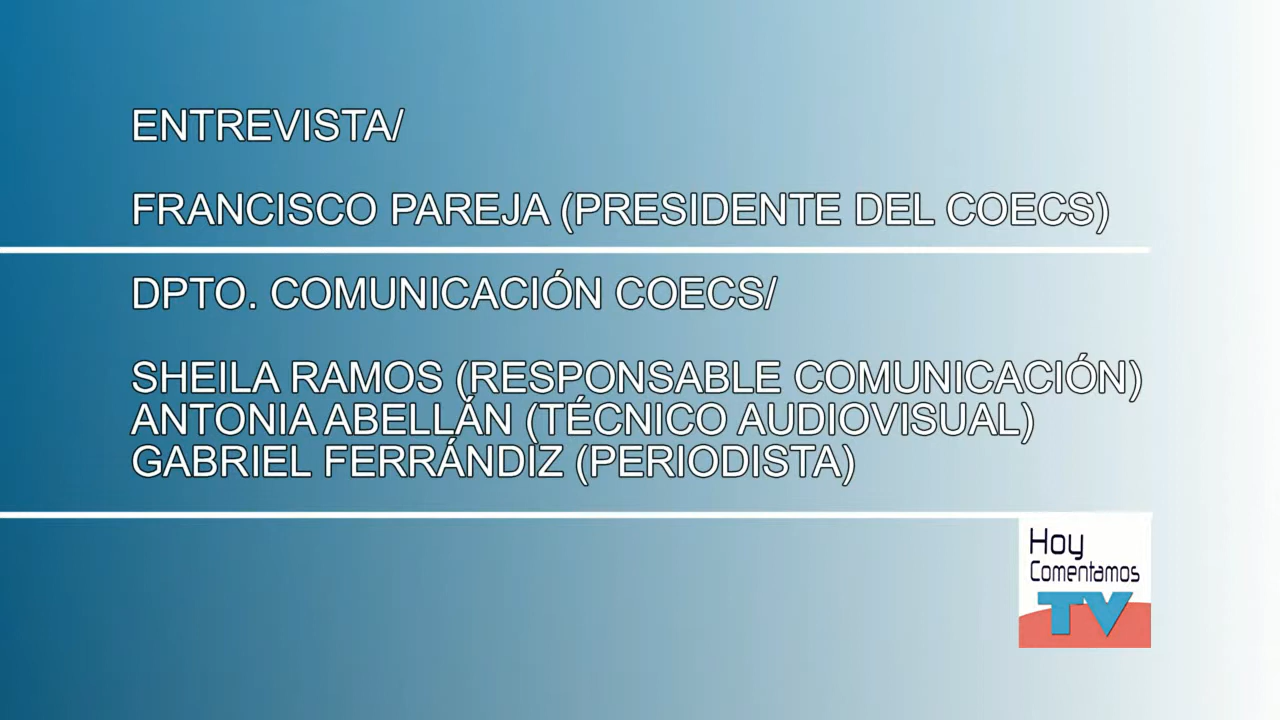 ENTREVISTA/
FRANCISCO PAREJA (PRESIDENTE DEL COECS)
DPTO. COMUNICACIÓN COECS/
SHEILA RAMOS (RESPONSABLE COMUNICACIÓN)
ANTONIA ABELLÁN (TÉCNICO AUDIOVISUAL)
GABRIEL FERRÁNDIZ (PERIODISTA)
Hoy
Comentamos
TV